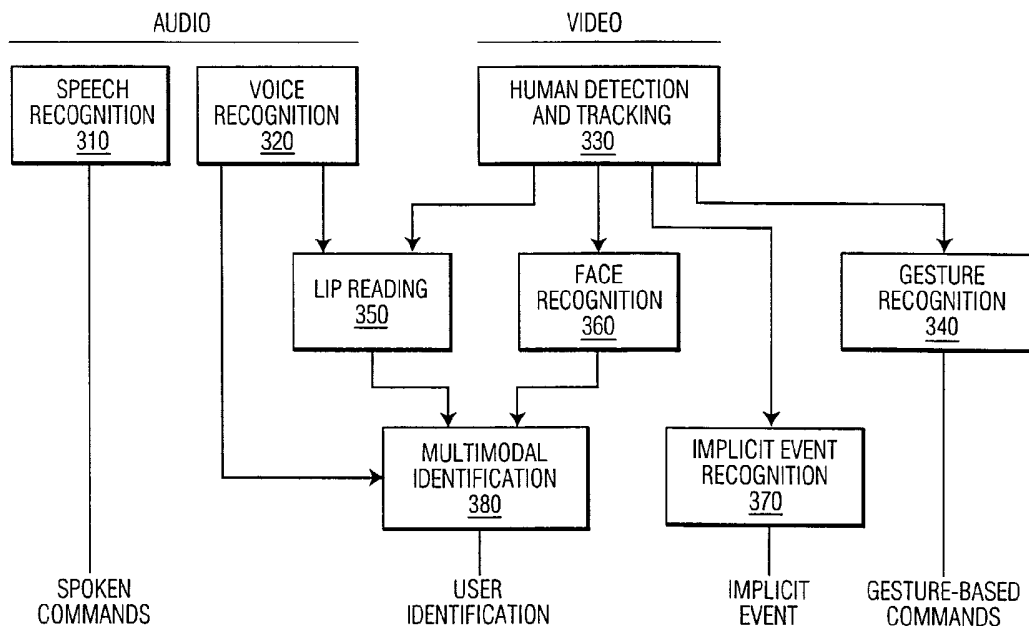 AUDIO
VIDEO
SPEECH
RECOGNITION
310
VOICE
RECOGNITION
320
HUMAN DETECTION
AND TRACKING
330
LIP READING
350
FACE
RECOGNITION
360
GESTURE
RECOGNITION
340
MULTIMODAL
IDENTIFICATION
380
IMPLICIT EVENT
RECOGNITION
370
SPOKEN
COMMANDS
USER
IDENTIFICATION
IMPLICIT
EVENT
GESTURE-BASED
COMMANDS